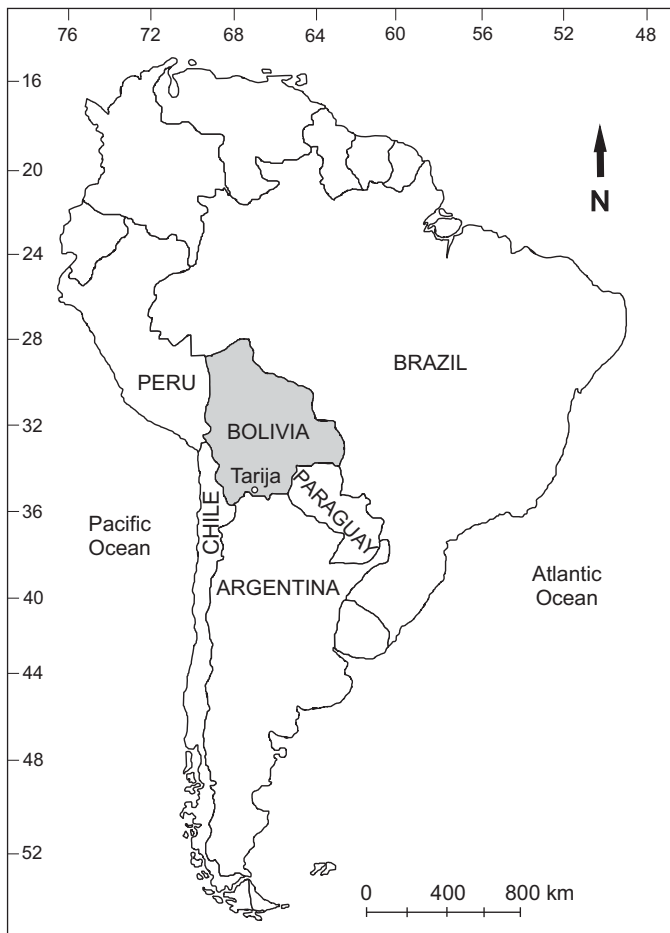 76 72 68 64 60 56 52 48
16
20
N
24
28
BRAZIL
PERU
32
BOLIVIA
Tarija
PARAGUAY
36
CHILE
Pacific
Ocean
Atlantic
Ocean
ARGENTINA
40
44
48
52
0 400 800 km